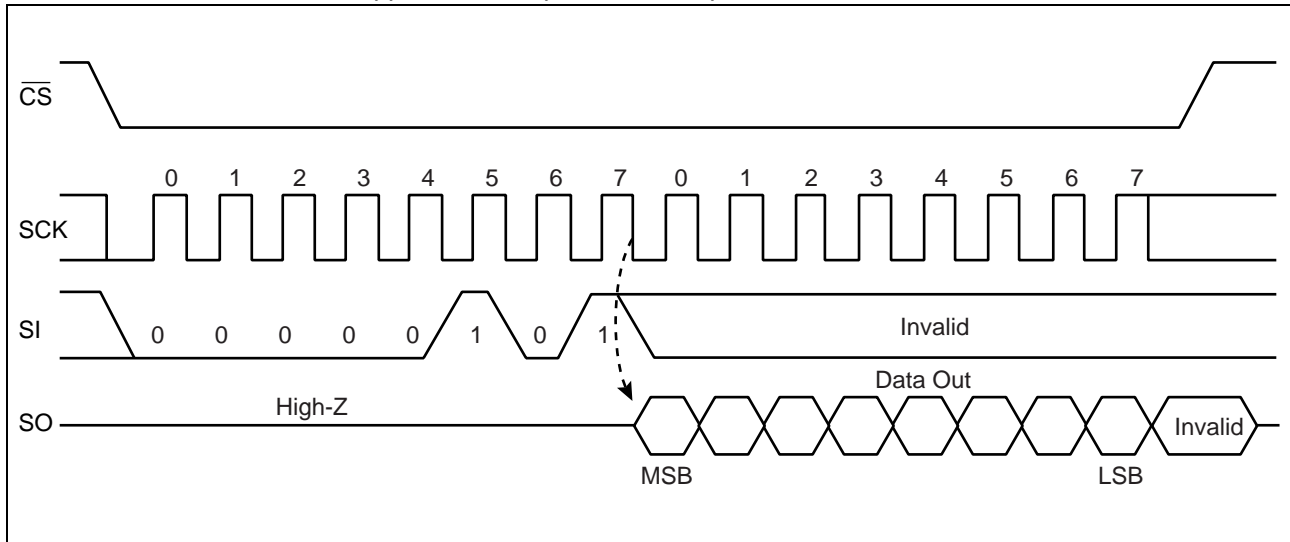 CS
0 1 2 3 4 5 6 7 0 1 2 3 4 5 6 7
SCK
SI
0 0 0 0 0 1 0 1
Invalid
Data Out
High-Z
SO
Invalid
MSB
LSB